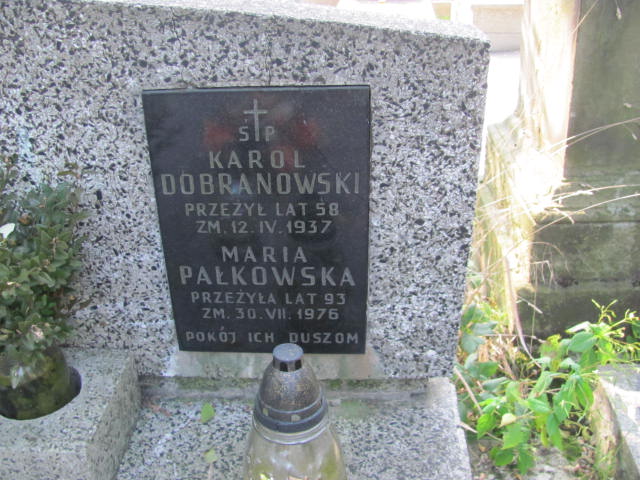 Ś P
KAROL
DOBRANOWSKI
PRZEŻYŁ LAT 58
ZM. 12. IV. 1937
MARIA
PAŁKOWSKA
PRZEŻYŁA LAT 93
ZM. 30. VII. 1976
POKÓJ ICH DUSZOM